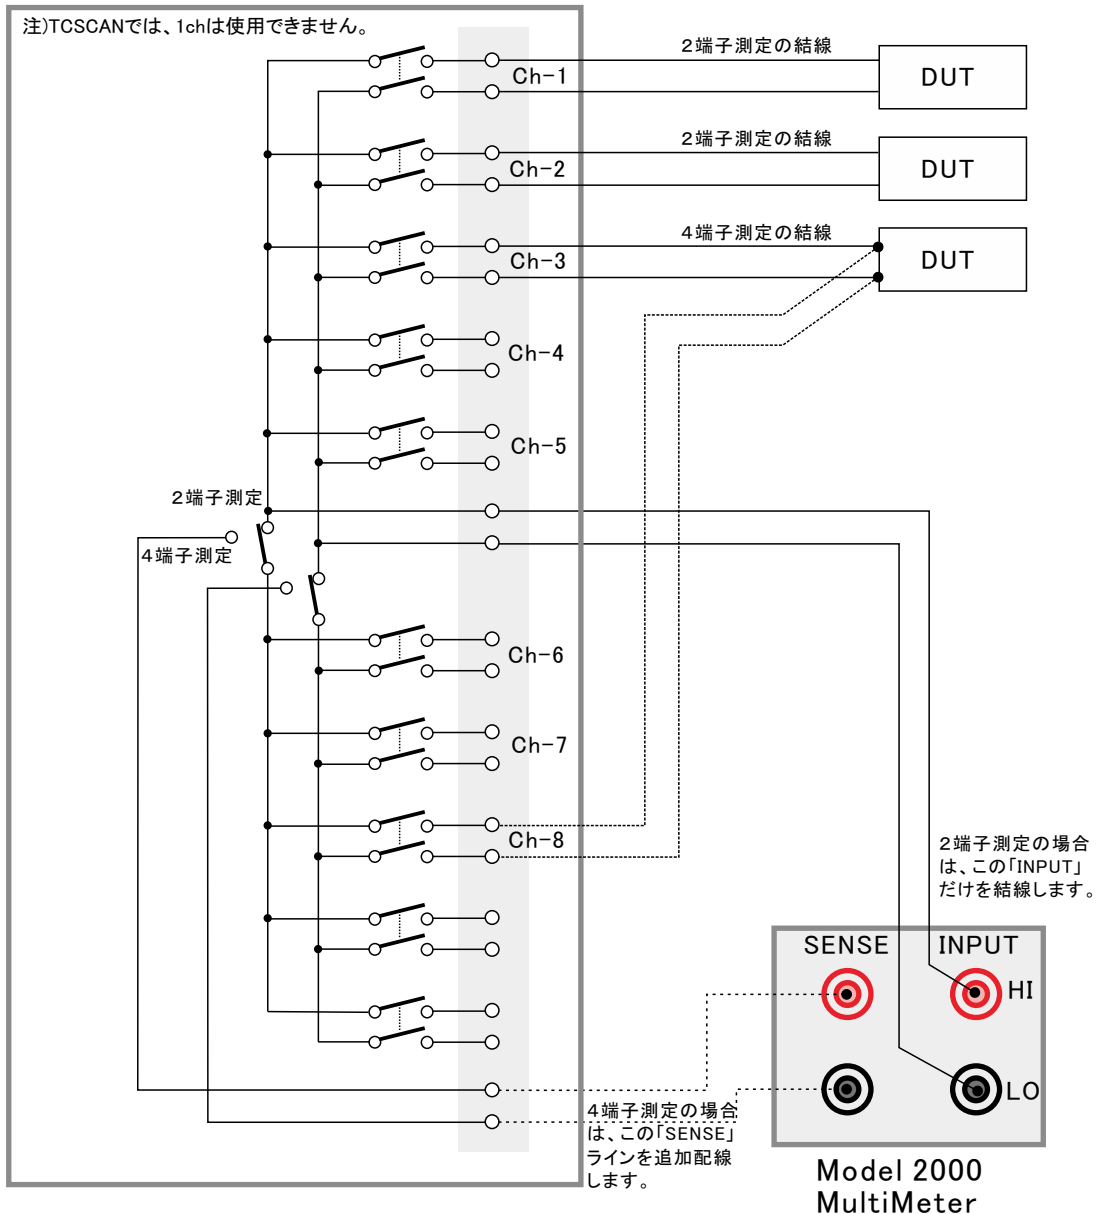 注)TCSCANでは、1chは使用できません。
2端子測定の結線
Ch-1
DUT
2端子測定の結線
Ch-2
DUT
4端子測定の結線
Ch-3
DUT
Ch-4
Ch-5
2端子測定
4端子測定
Ch-6
Ch-7
Ch-8
2端子測定の場合
は、この「INPUT」
だけを結線します。
SENSE
INPUT
HI
LO
4端子測定の場合
は、この「SENSE」
ラインを追加配線
します。
Model 2000
MultiMeter